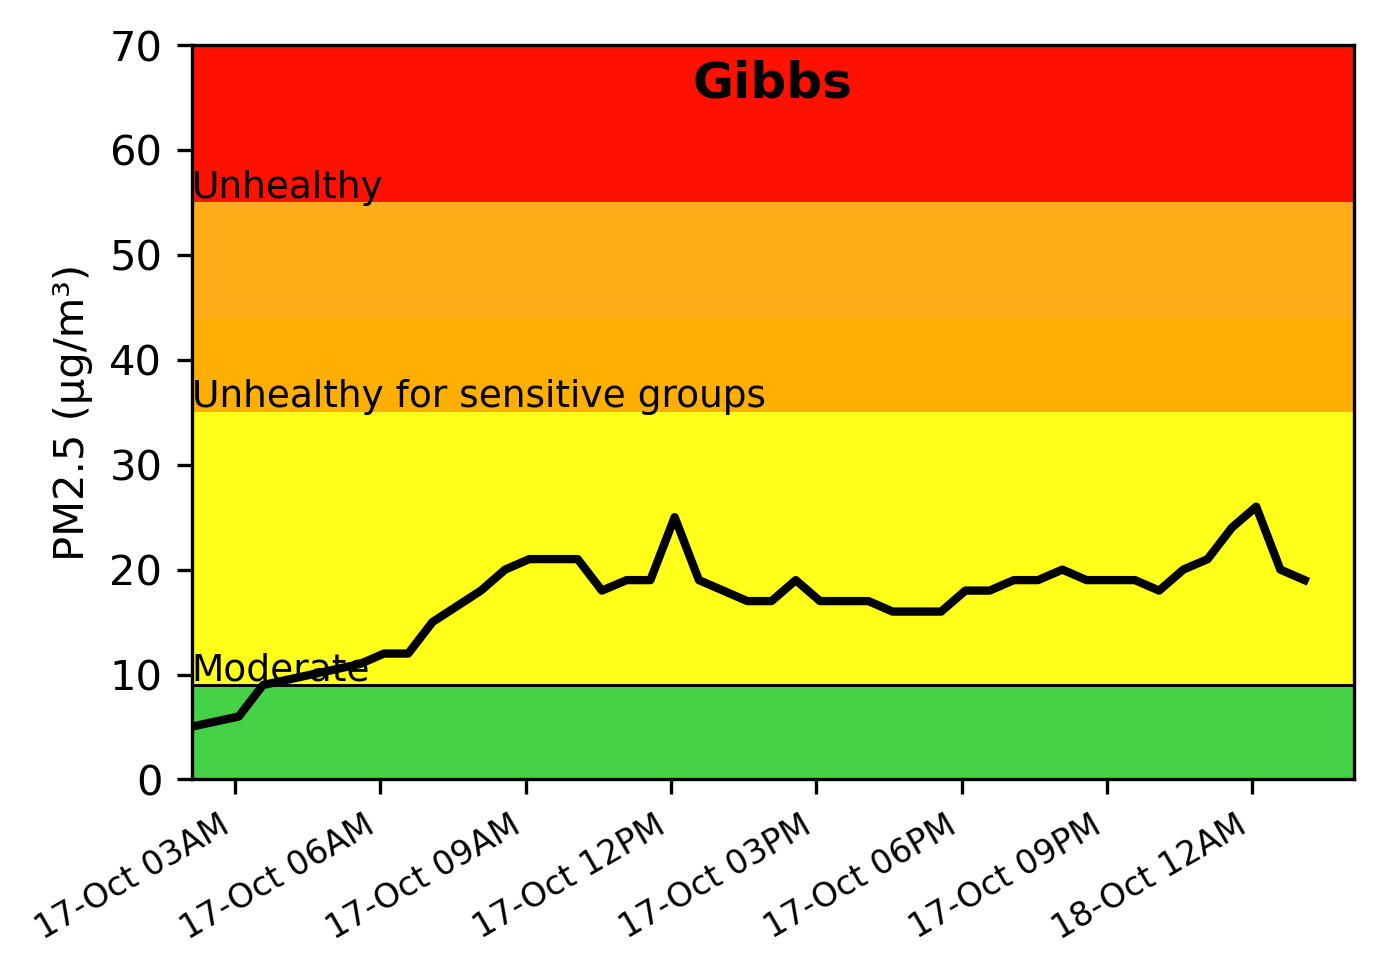 Gibbs
PM2.5 (µg/m³)
70
60
50
40
30
20
10
0
Unhealthy
Unhealthy for sensitive groups
Moderate
17-Oct 03AM
17-Oct 06AM
17-Oct 09AM
17-Oct 12PM
17-Oct 03PM
17-Oct 06PM
17-Oct 09PM
18-Oct 12AM